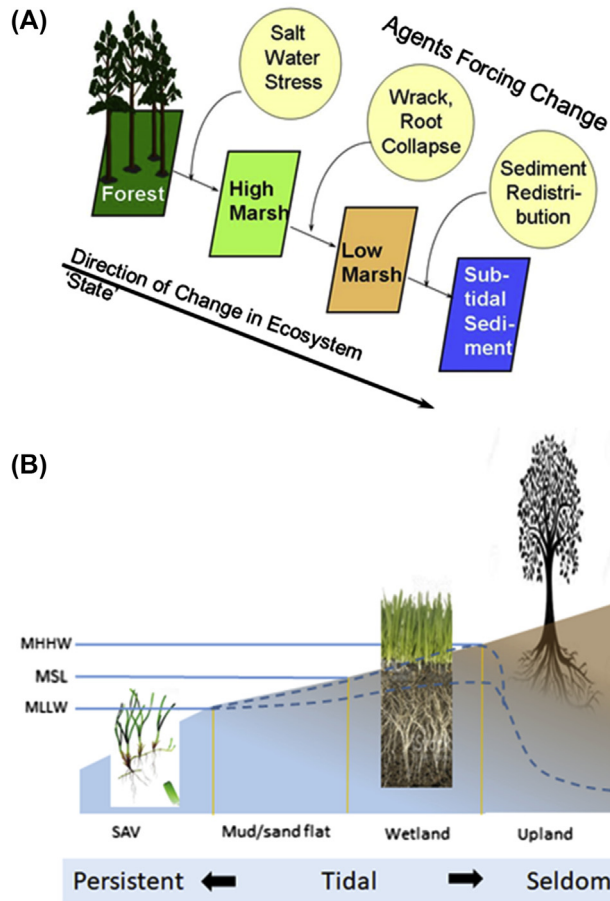 (A)
Salt
Water
Stress
Agents Forcing Change
Wrack,
Root
Collapse
Sediment
Redistri-
bution
Forest
High
Marsh
Low
Marsh
Sub-
tidal
Sedi-
ment
Direction of Change in Ecosystem
'State'
(B)
MHHW
MSL
MLLW
SAV
Mud/sand flat
Wetland
Upland
Persistent
Tidal
Seldom